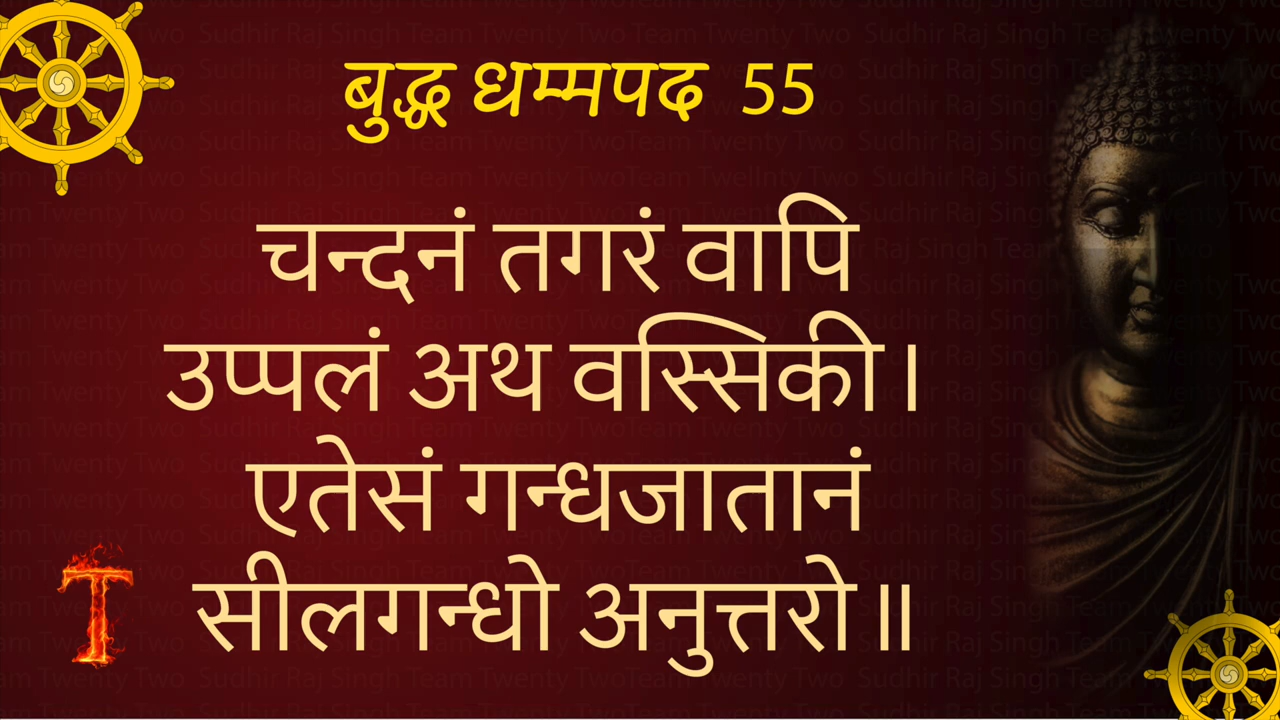 बुद्ध धम्मपद 55
चन्दनं तगरं वापि
उप्पलं अथ वस्सिकी।
एतेसं गन्धजातानं
सीलगन्धो अनुत्तरो॥
T